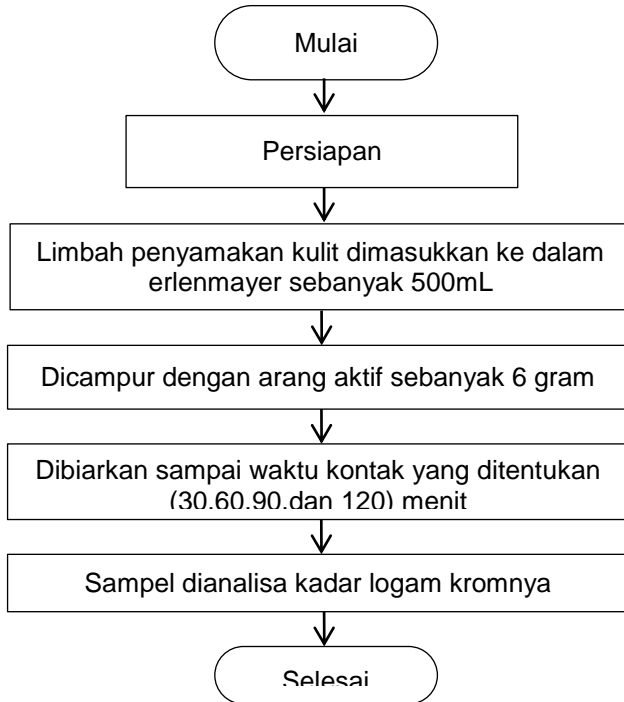 Mulai
Persiapan
Limbah penyamakan kulit dimasukkan ke dalam
erlenmayer sebanyak 500mL
Dicampur dengan arang aktif sebanyak 6 gram
Dibiarkan sampai waktu kontak yang ditentukan
(30.60.90.dan 120) menit
Sampel dianalisa kadar logam kromnya
Selesai